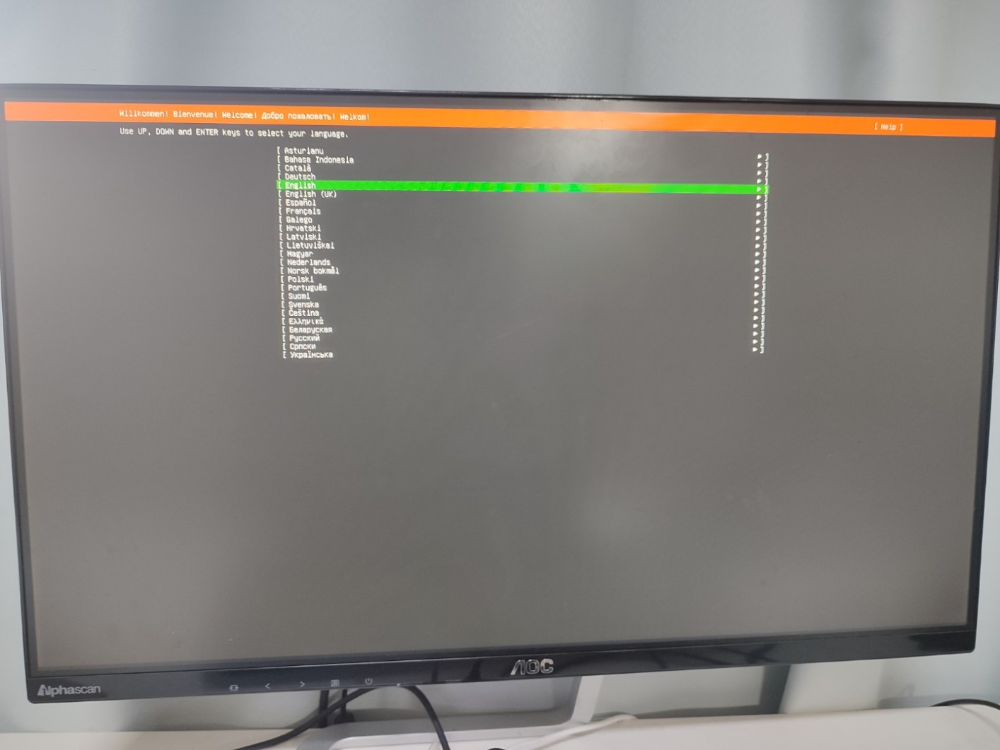 Willkommen! Bienvenue! Welcome! Добро пожаловать! Welkom!
[ Help ]
Use UP, DOWN and ENTER keys to select your language.
[ Asturianu ► ]
[ Bahasa Indonesia ► ]
[ Català ► ]
[ Deutsch ► ]
[ English ► ]
[ English (UK) ► ]
[ Español ► ]
[ Français ► ]
[ Galego ► ]
[ Hrvatski ► ]
[ Latviski ► ]
[ Lietuviškai ► ]
[ Magyar ► ]
[ Nederlands ► ]
[ Norsk bokmål ► ]
[ Polski ► ]
[ Português ► ]
[ Suomi ► ]
[ Svenska ► ]
[ Čeština ► ]
[ Ελληνικά ► ]
[ Беларуская ► ]
[ Русский ► ]
[ Српски ► ]
[ Українська ► ]
AOC
Alphascan